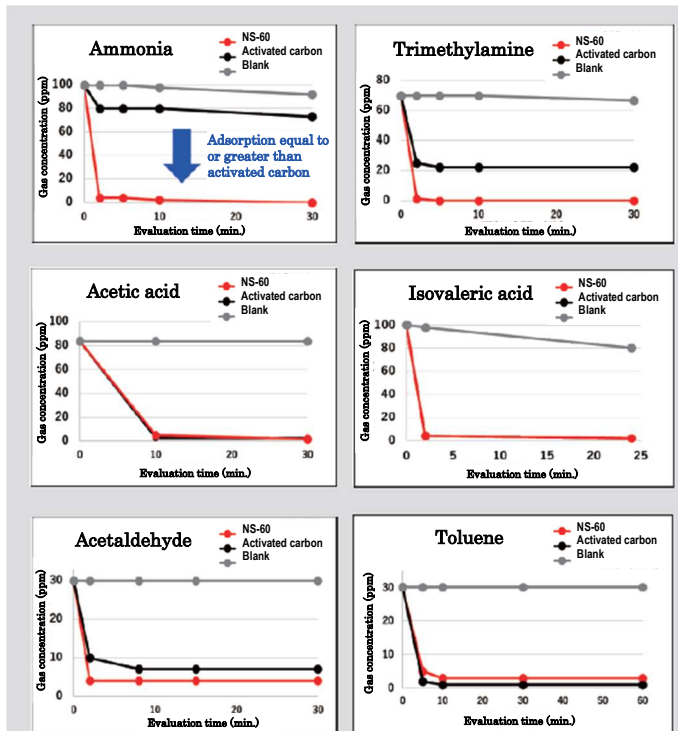 Ammonia
NS-60
Activated carbon
Blank
Gas concentration (ppm)
100
80
60
40
20
0
Adsorption equal to
or greater than
activated carbon
0
10
20
30
Evaluation time (min.)
Trimethylamine
NS-60
Activated carbon
Blank
Gas concentration (ppm)
80
60
40
20
0
0
10
20
30
Evaluation time (min.)
Acetic acid
NS-60
Activated carbon
Blank
Gas concentration (ppm)
100
80
60
40
20
0
0
10
20
30
Evaluation time (min.)
Isovaleric acid
NS-60
Activated carbon
Blank
Gas concentration (ppm)
100
80
60
40
20
0
0
5
10
15
20
25
Evaluation time (min.)
Acetaldehyde
NS-60
Activated carbon
Blank
Gas concentration (ppm)
30
20
10
0
0
10
20
30
Evaluation time (min.)
Toluene
NS-60
Activated carbon
Blank
Gas concentration (ppm)
30
20
10
0
0
10
20
30
40
50
60
Evaluation time (min.)